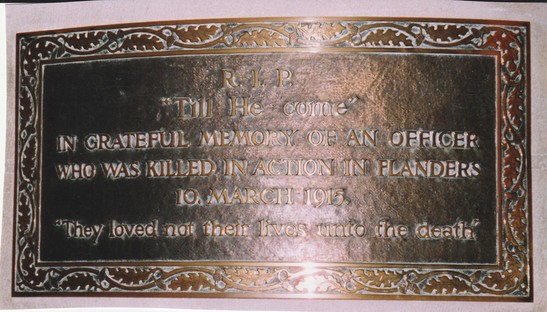 R. I. P.
"Till He come"
IN GRATEFUL MEMORY OF AN OFFICER
WHO WAS KILLED IN ACTION IN FLANDERS
10. MARCH 1915.
"They loved not their lives unto the death"